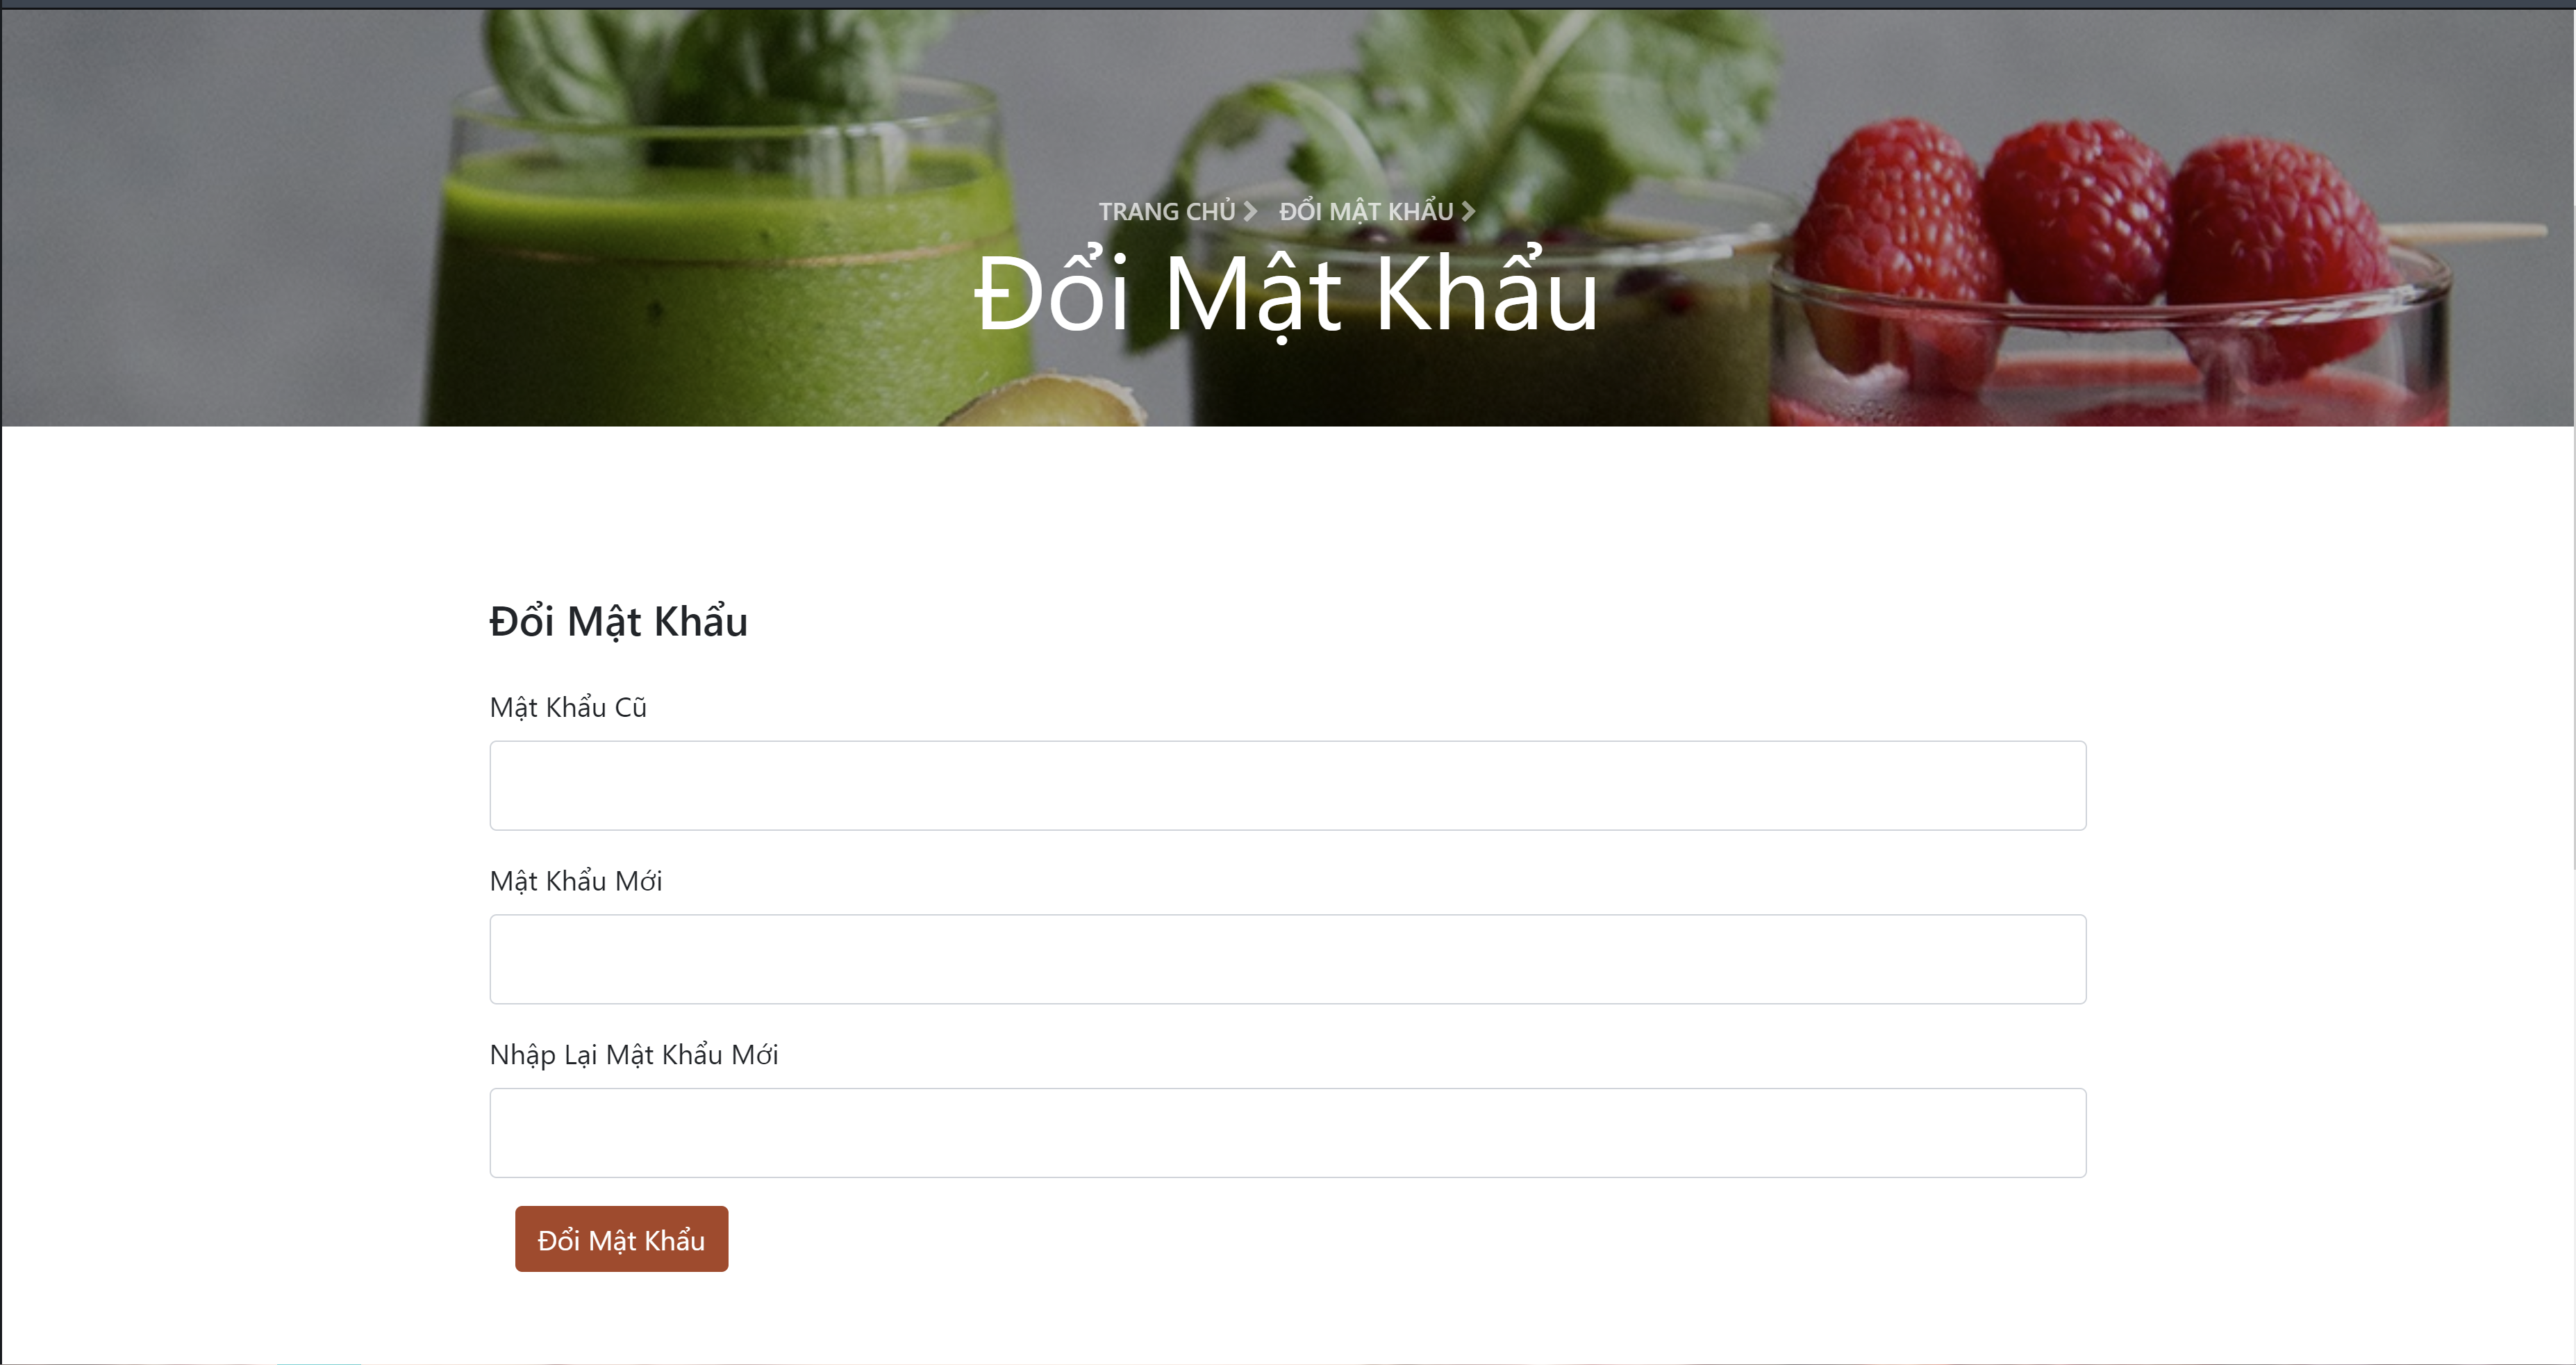 TRANG CHỦ ĐỔI MẬT KHẨU
Đổi Mật Khẩu
Đổi Mật Khẩu
Mật Khẩu Cũ
Mật Khẩu Mới
Nhập Lại Mật Khẩu Mới
Đổi Mật Khẩu